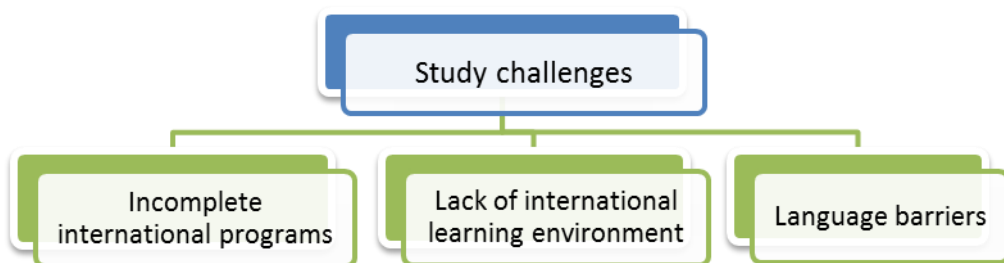 Study challenges
Incomplete
international programs
Lack of international
learning environment
Language barriers